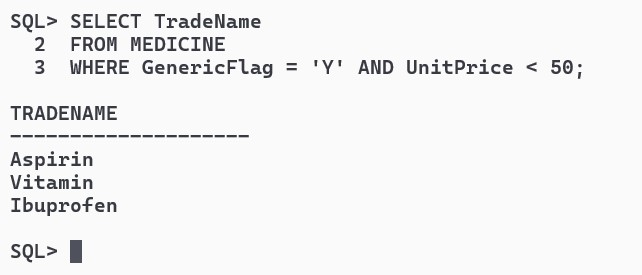 SQL> SELECT TradeName
  2  FROM MEDICINE
  3  WHERE GenericFlag = 'Y' AND UnitPrice < 50;
TRADENAME
--------------------
Aspirin
Vitamin
Ibuprofen
SQL>